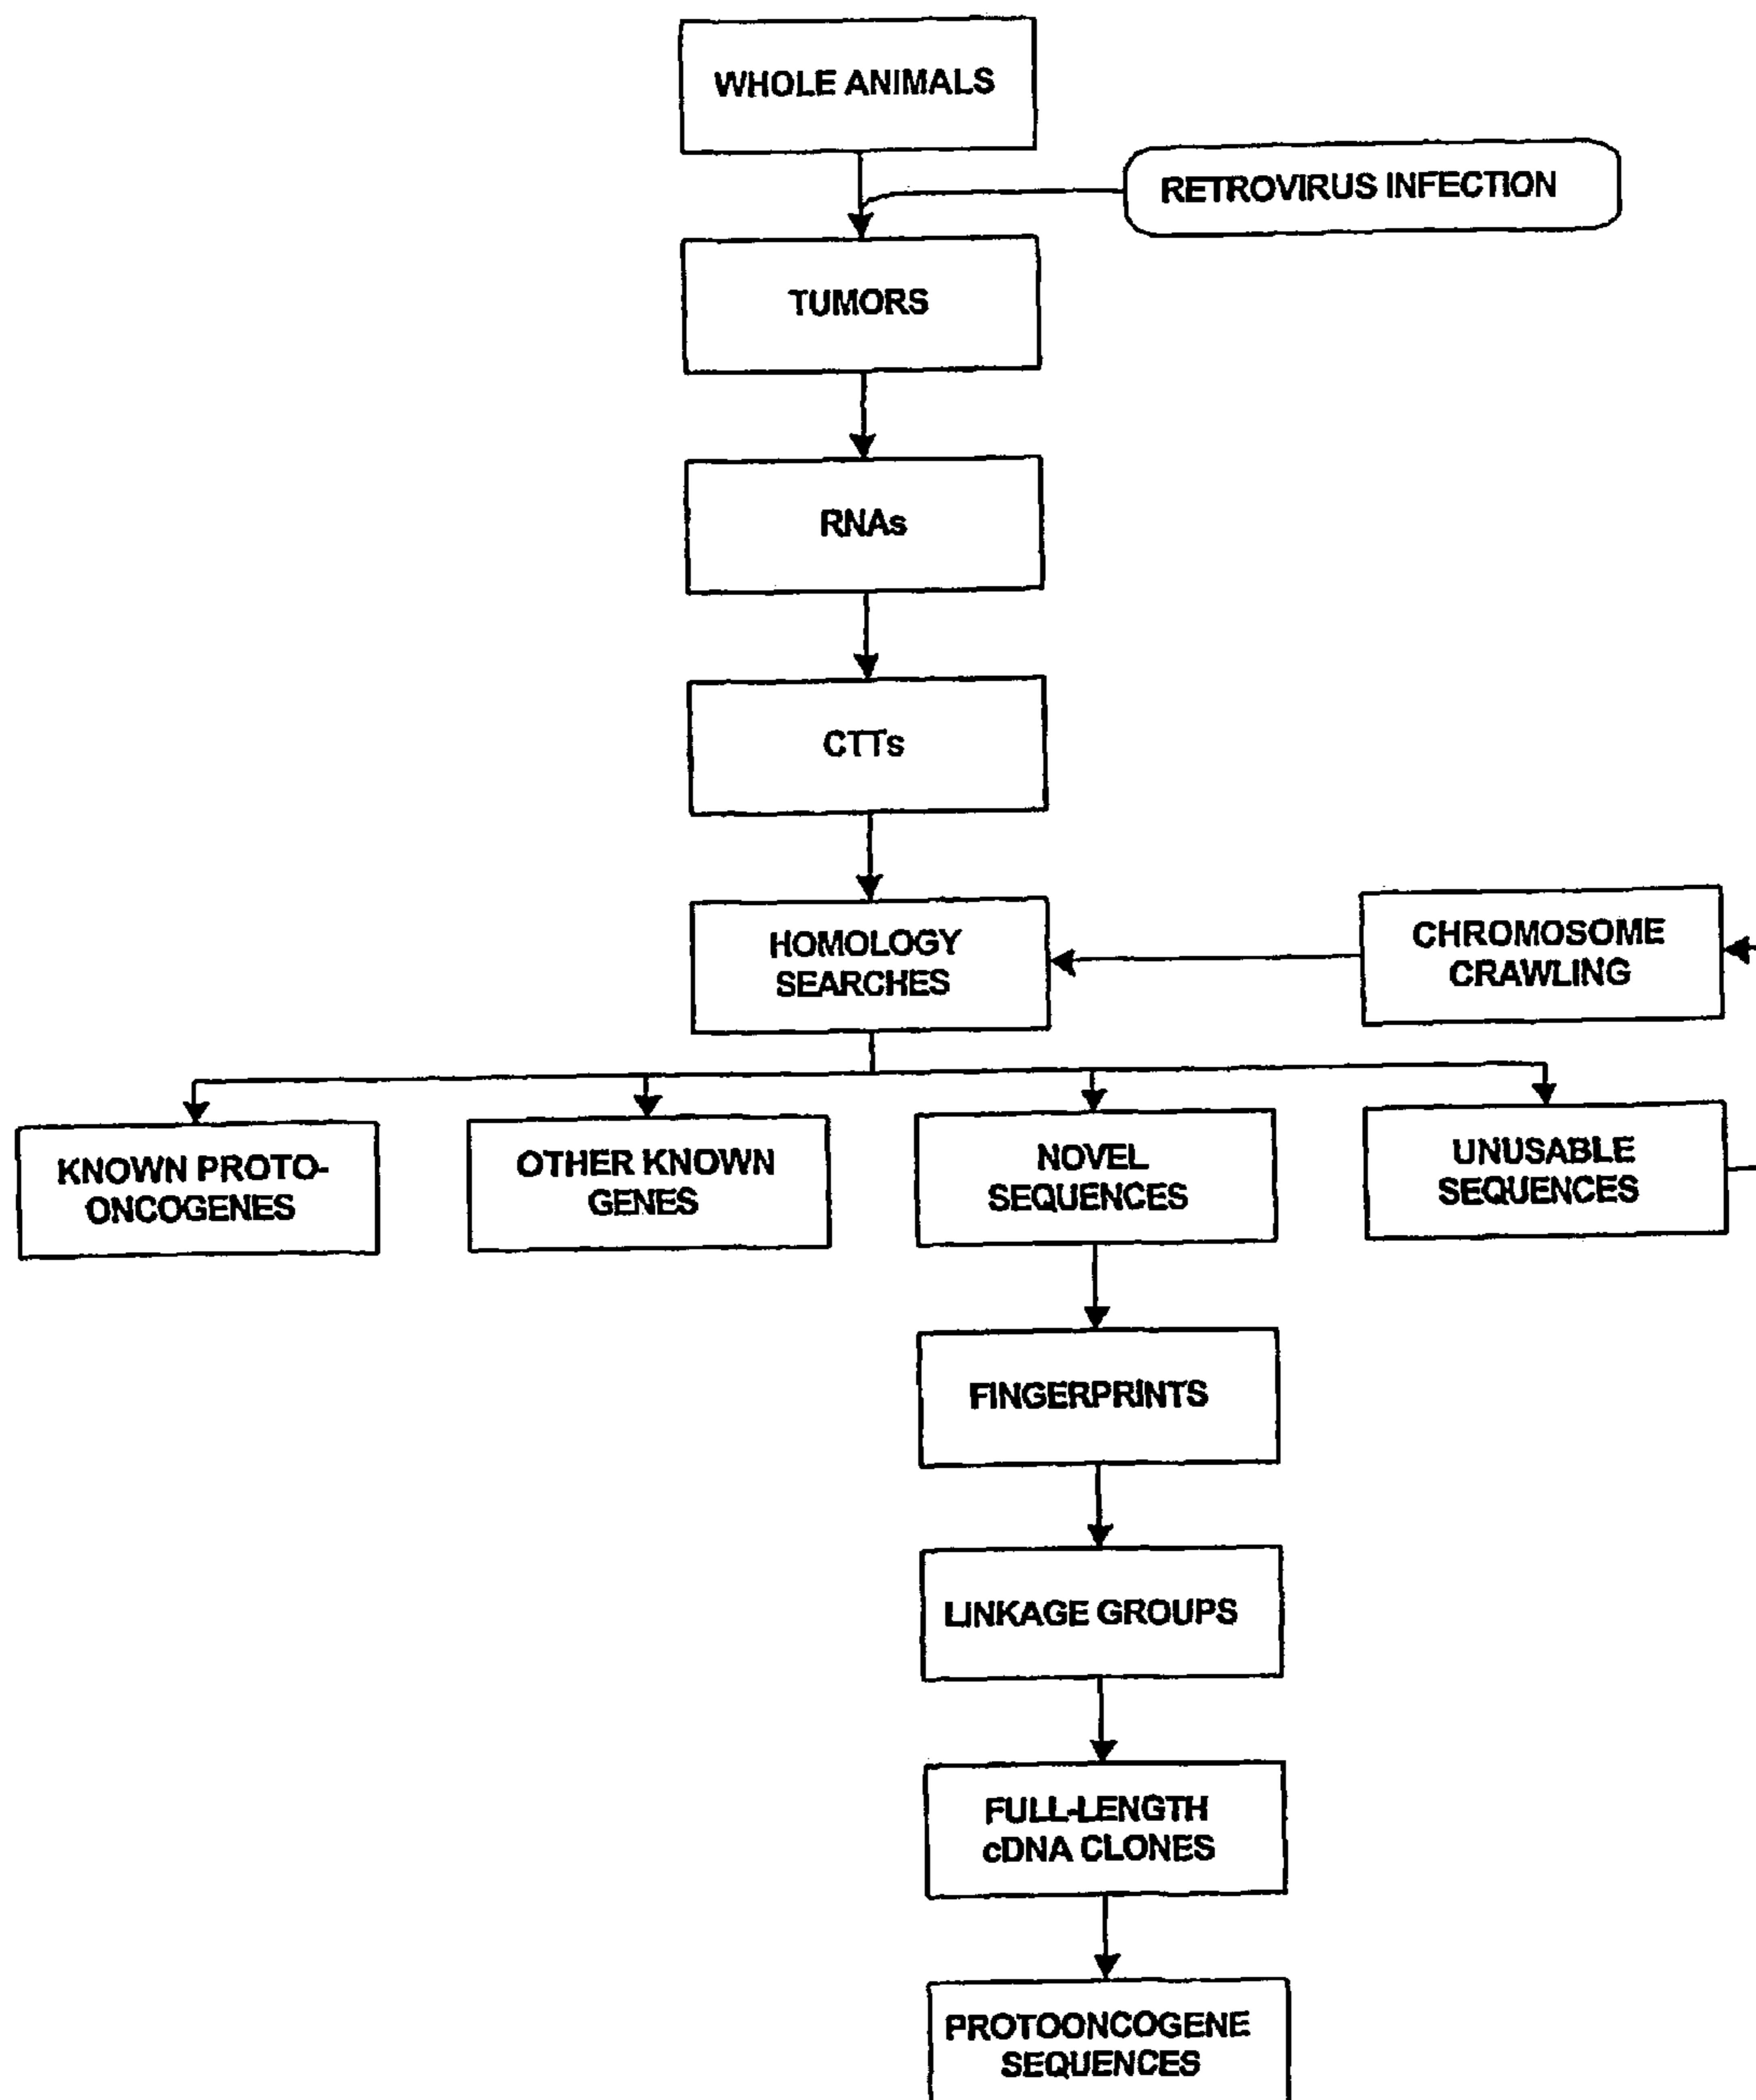 WHOLE ANIMALS
RETROVIRUS INFECTION
TUMORS
RNAs
CTTs
HOMOLOGY
SEARCHES
CHROMOSOME
CRAWLING
KNOWN PROTO-
ONCOGENES
OTHER KNOWN
GENES
NOVEL
SEQUENCES
UNUSABLE
SEQUENCES
FINGERPRINTS
LINKAGE GROUPS
FULL-LENGTH
cDNA CLONES
PROTOONCOGENE
SEQUENCES